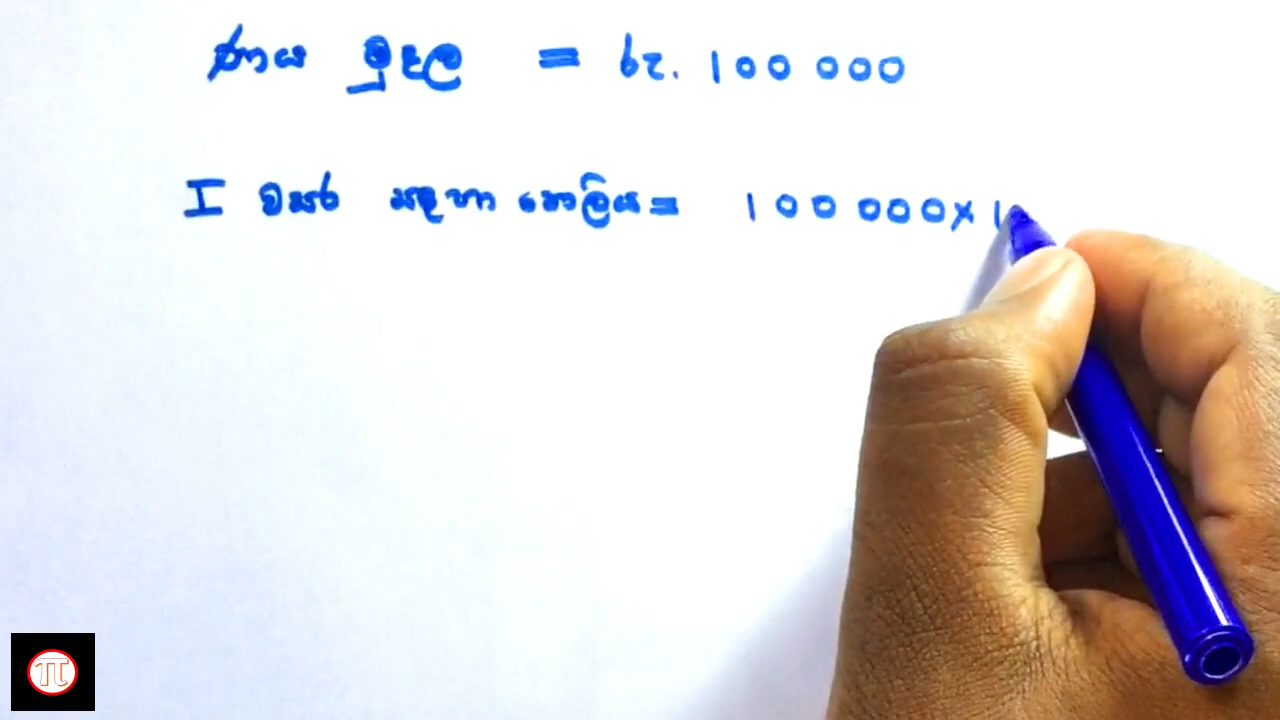 ණය මුදල = රු. 100 000
I වසර සඳහා පොලිය = 100 000 × 1
π